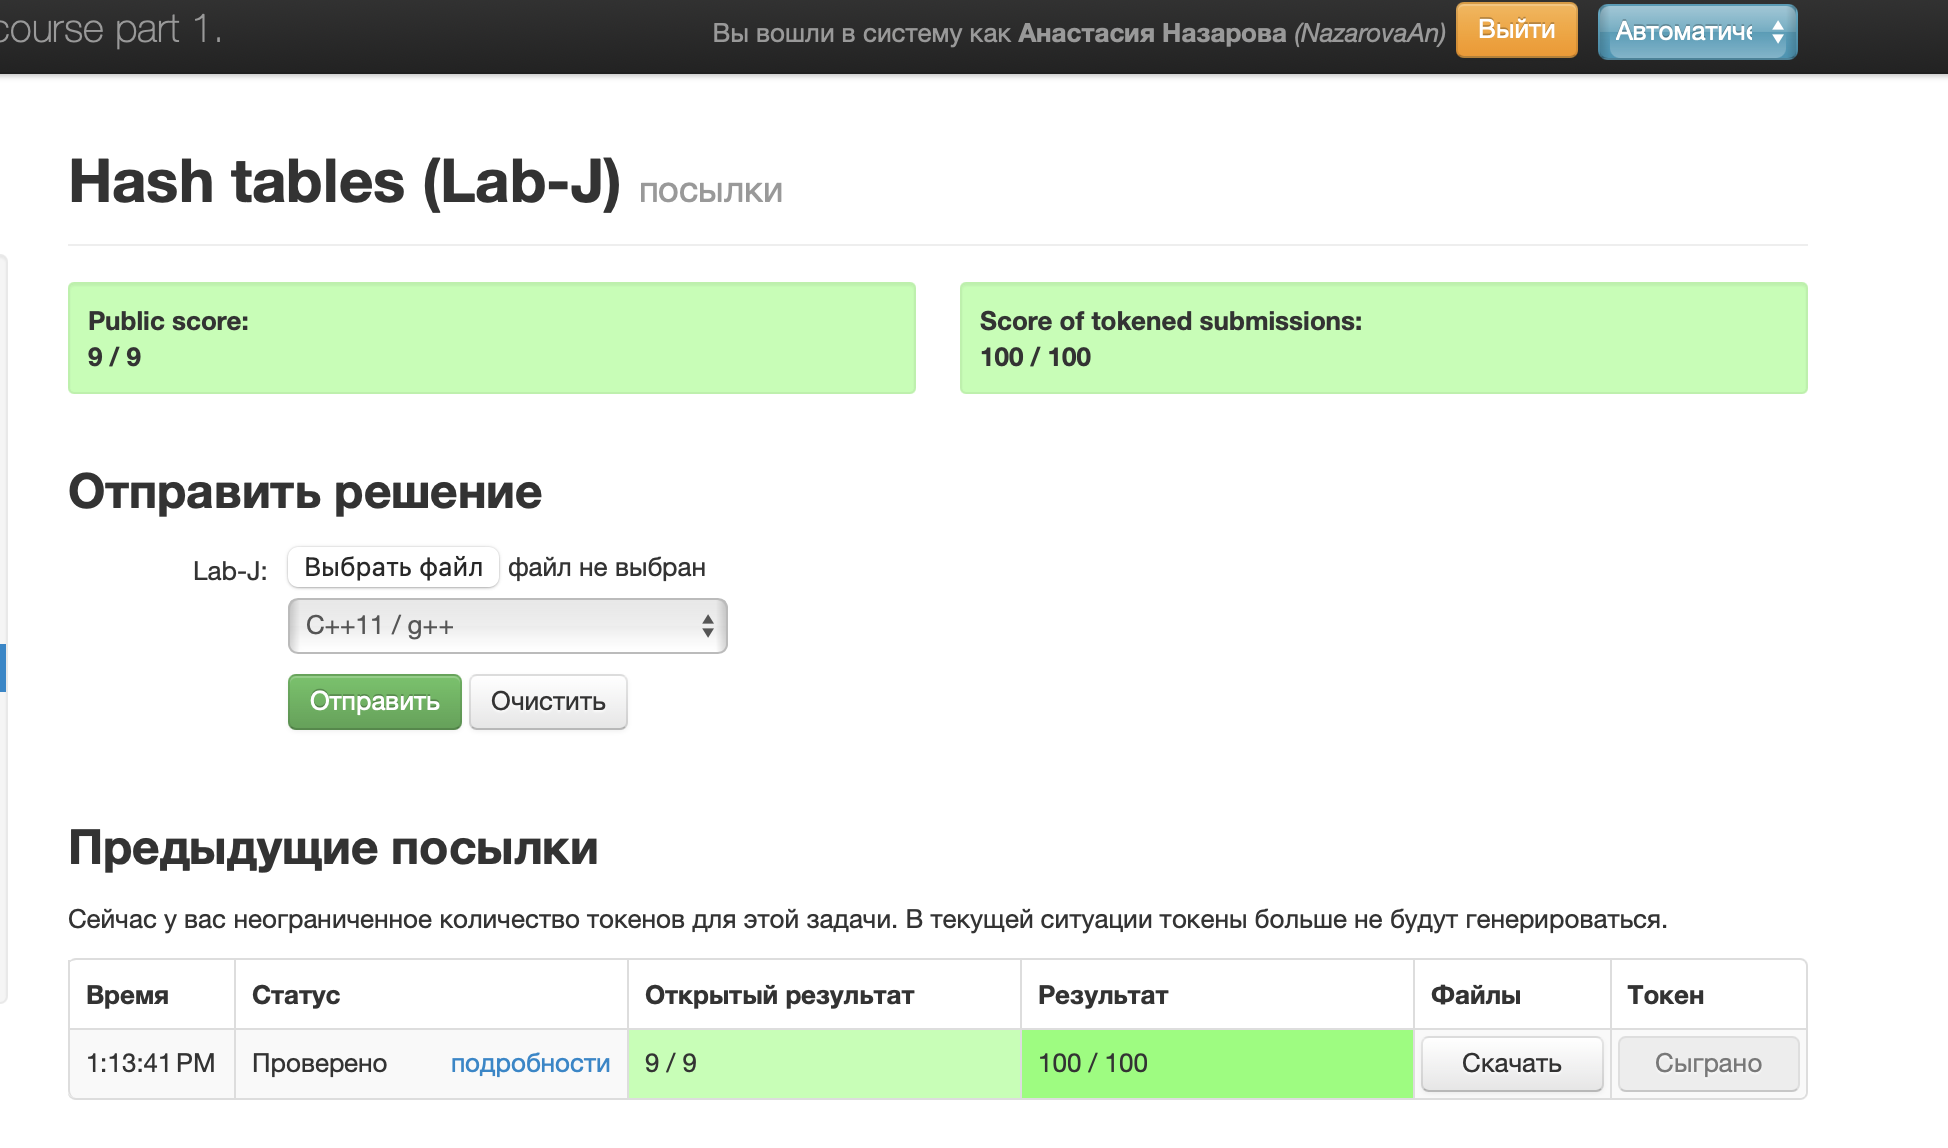 course part 1.
Вы вошли в систему как Анастасия Назарова (NazarovaAn)
Выйти
Автоматиче
Hash tables (Lab-J) посылки
Public score:
9 / 9
Score of tokened submissions:
100 / 100
Отправить решение
Lab-J: Выбрать файл файл не выбран
C++11 / g++
Отправить Очистить
Предыдущие посылки
Сейчас у вас неограниченное количество токенов для этой задачи. В текущей ситуации токены больше не будут генерироваться.
Время Статус Открытый результат Результат Файлы Токен
1:13:41 PM Проверено подробности 9 / 9 100 / 100 Скачать Сыграно